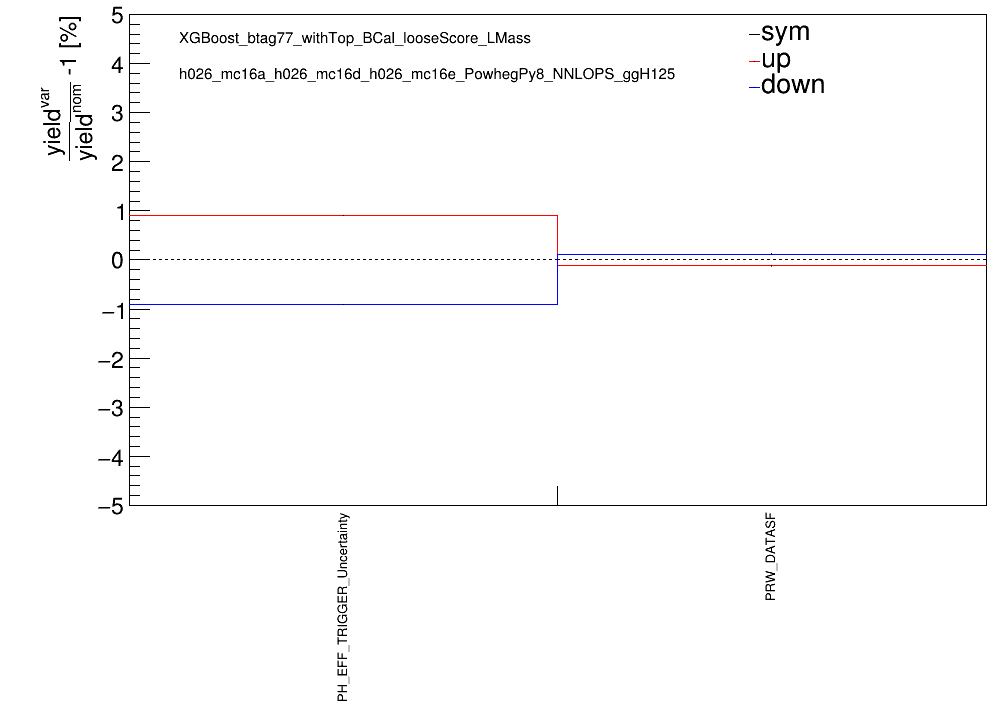 yield^var
yield^nom -1 [%]
5
4
3
2
1
0
−1
−2
−3
−4
−5
XGBoost_btag77_withTop_BCal_looseScore_LMass
h026_mc16a_h026_mc16d_h026_mc16e_PowhegPy8_NNLOPS_ggH125
sym
up
down
PH_EFF_TRIGGER_Uncertainty
PRW_DATASF